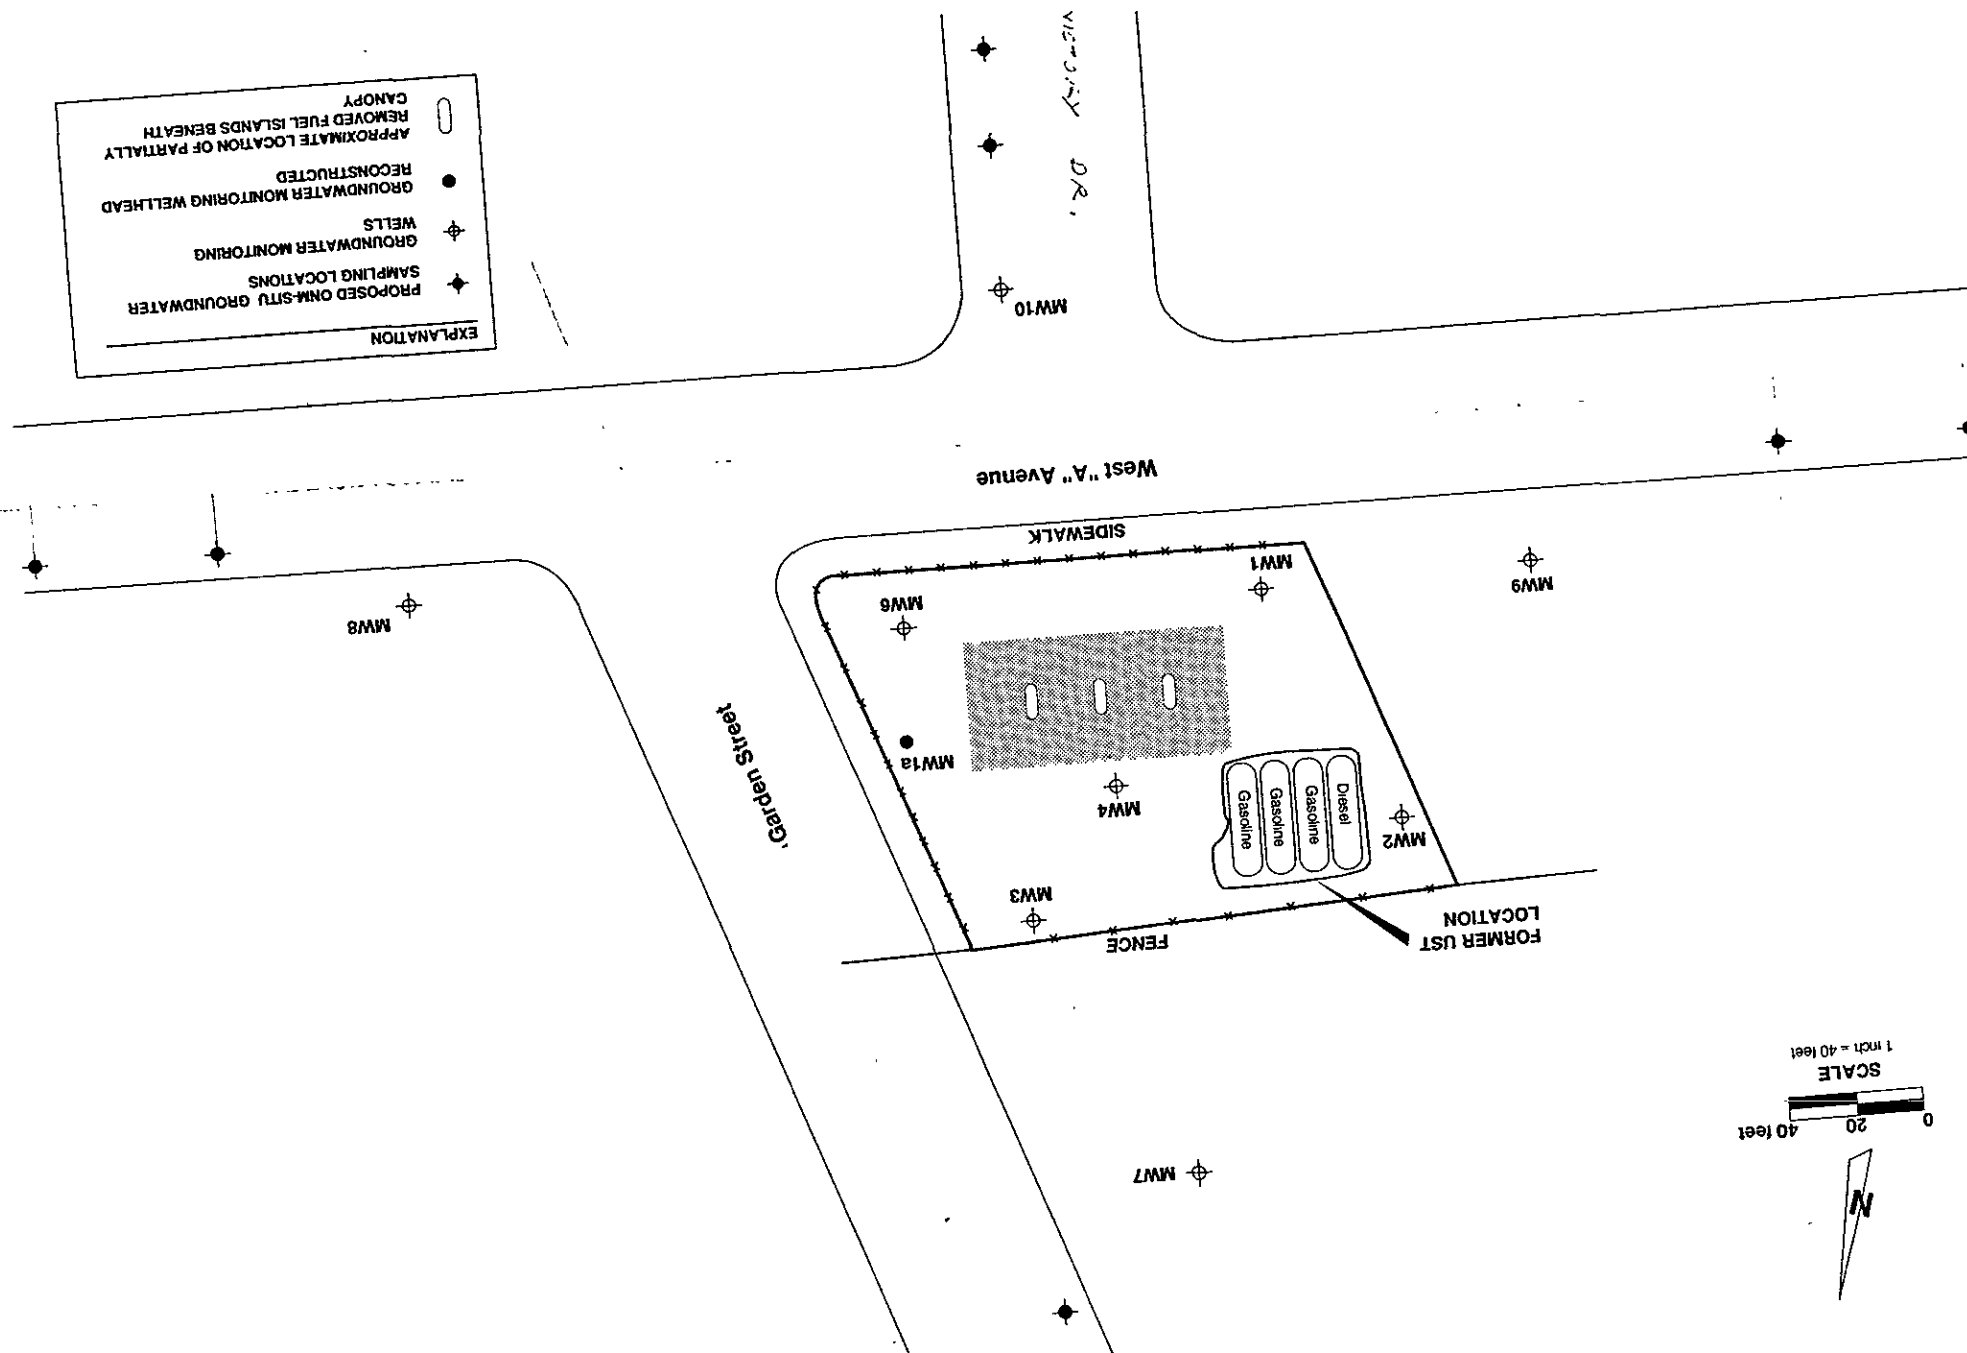 N
0 20 40 feet
SCALE
1 inch = 40 feet
MW7
FORMER UST
LOCATION
FENCE
MW3
MW2
Diesel
Gasoline
Gasoline
Gasoline
MW4
MW1a
Garden Street
MW9
MW1
MW6
MW8
SIDEWALK
West "A" Avenue
MW10
VICTORY DR.
EXPLANATION
PROPOSED ONM-SITU GROUNDWATER
SAMPLING LOCATIONS
GROUNDWATER MONITORING
WELLS
GROUNDWATER MONITORING WELLHEAD
RECONSTRUCTED
APPROXIMATE LOCATION OF PARTIALLY
REMOVED FUEL ISLANDS BENEATH
CANOPY